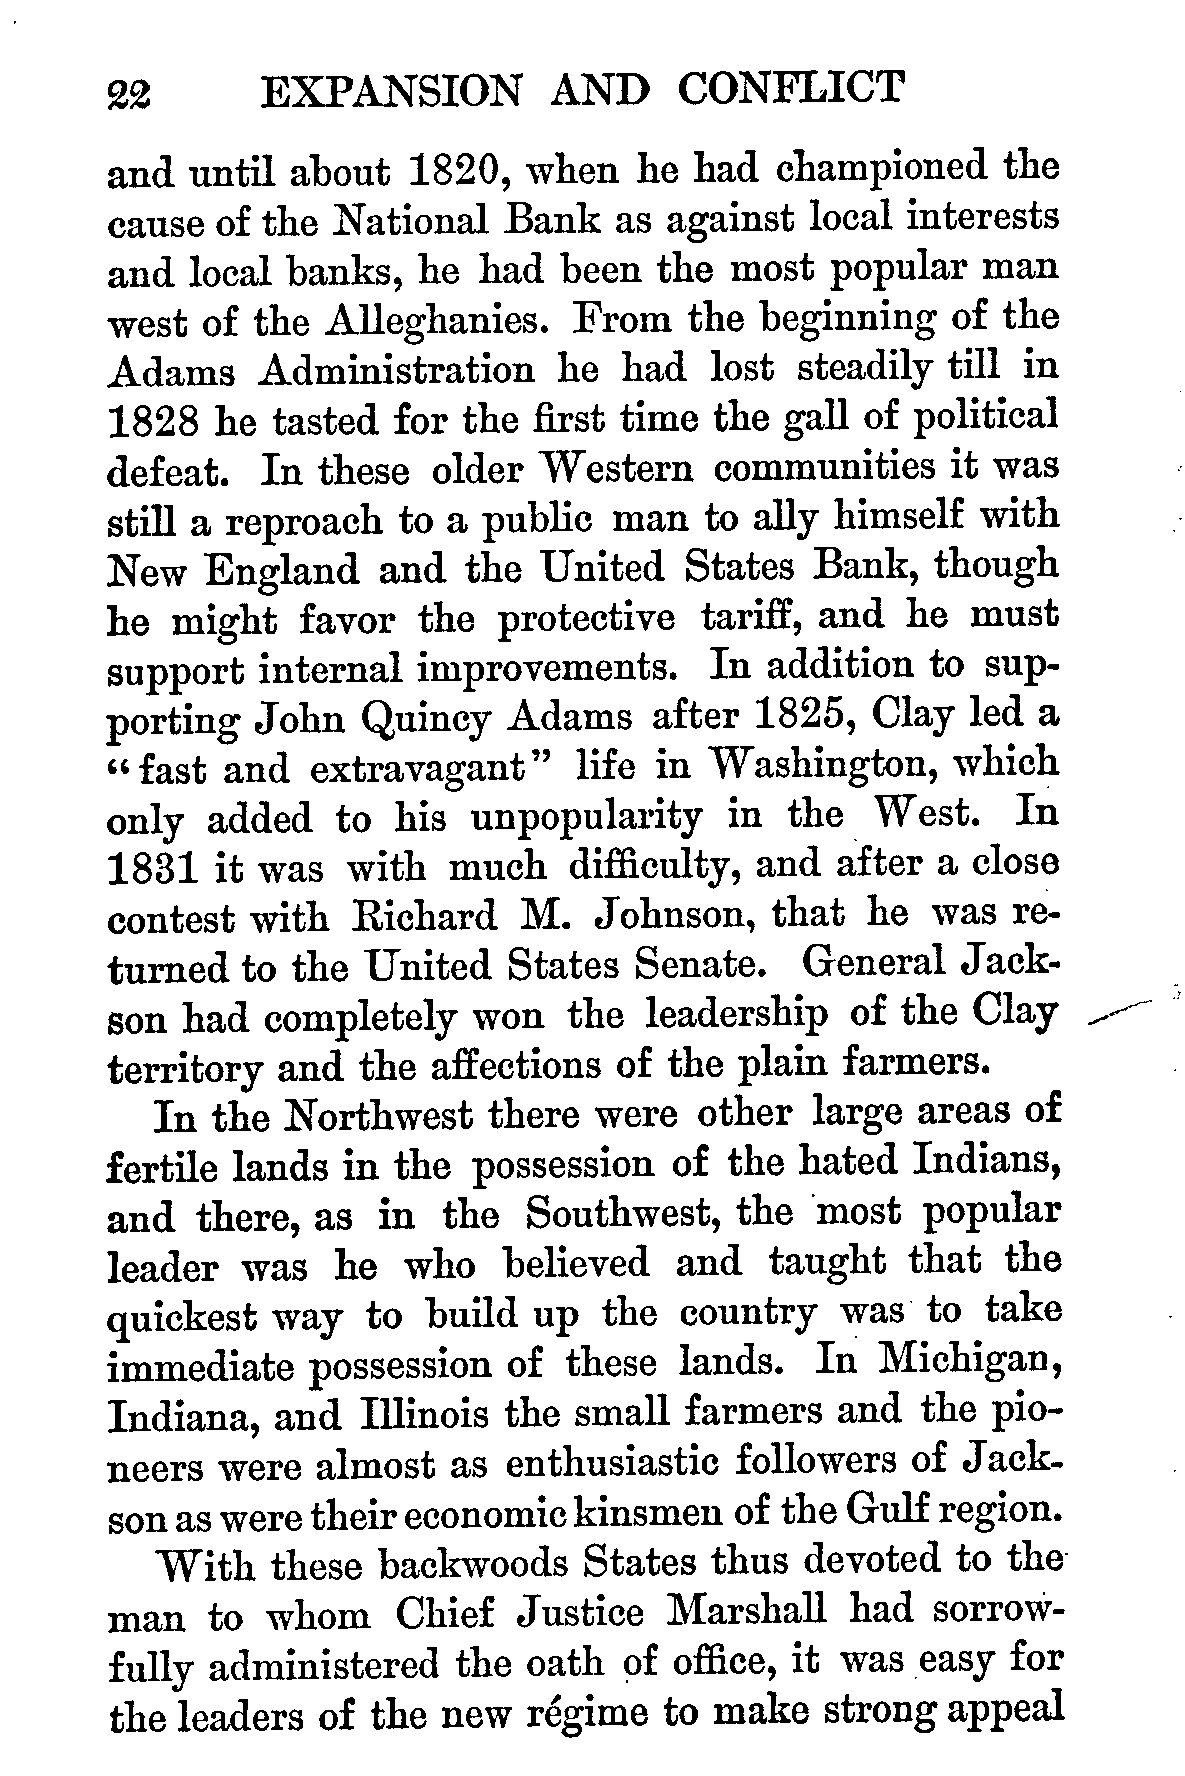 22 EXPANSION AND CONFLICT
and until about 1820, when he had championed the
cause of the National Bank as against local interests
and local banks, he had been the most popular man
west of the Alleghanies. From the beginning of the
Adams Administration he had lost steadily till in
1828 he tasted for the first time the gall of political
defeat. In these older Western communities it was
still a reproach to a public man to ally himself with
New England and the United States Bank, though
he might favor the protective tariff, and he must
support internal improvements. In addition to sup-
porting John Quincy Adams after 1825, Clay led a
“fast and extravagant” life in Washington, which
only added to his unpopularity in the West. In
1831 it was with much difficulty, and after a close
contest with Richard M. Johnson, that he was re-
turned to the United States Senate. General Jack-
son had completely won the leadership of the Clay
territory and the affections of the plain farmers.
In the Northwest there were other large areas of
fertile lands in the possession of the hated Indians,
and there, as in the Southwest, the most popular
leader was he who believed and taught that the
quickest way to build up the country was to take
immediate possession of these lands. In Michigan,
Indiana, and Illinois the small farmers and the pio-
neers were almost as enthusiastic followers of Jack-
son as were their economic kinsmen of the Gulf region.
With these backwoods States thus devoted to the
man to whom Chief Justice Marshall had sorrow-
fully administered the oath of office, it was easy for
the leaders of the new régime to make strong appeal